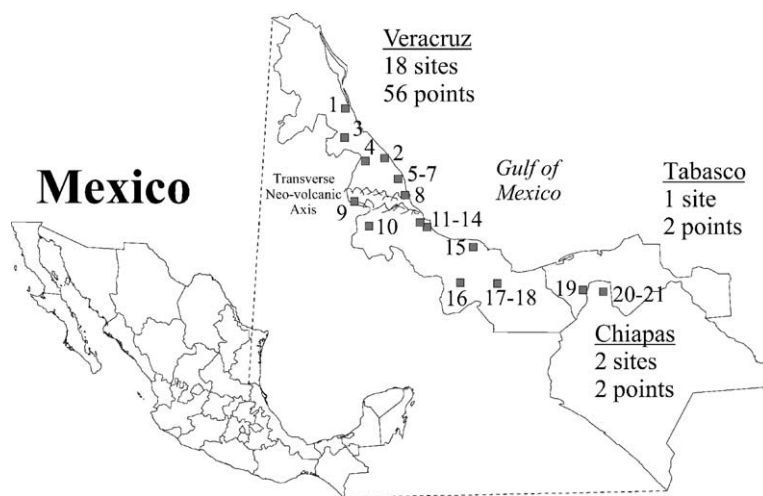 Veracruz
18 sites
56 points
1
3
4
2
5-7
8
Transverse
Neo-volcanic
Axis
Gulf of
Mexico
Tabasco
1 site
2 points
Mexico
9
10
11-14
15
16
17-18
19
20-21
Chiapas
2 sites
2 points